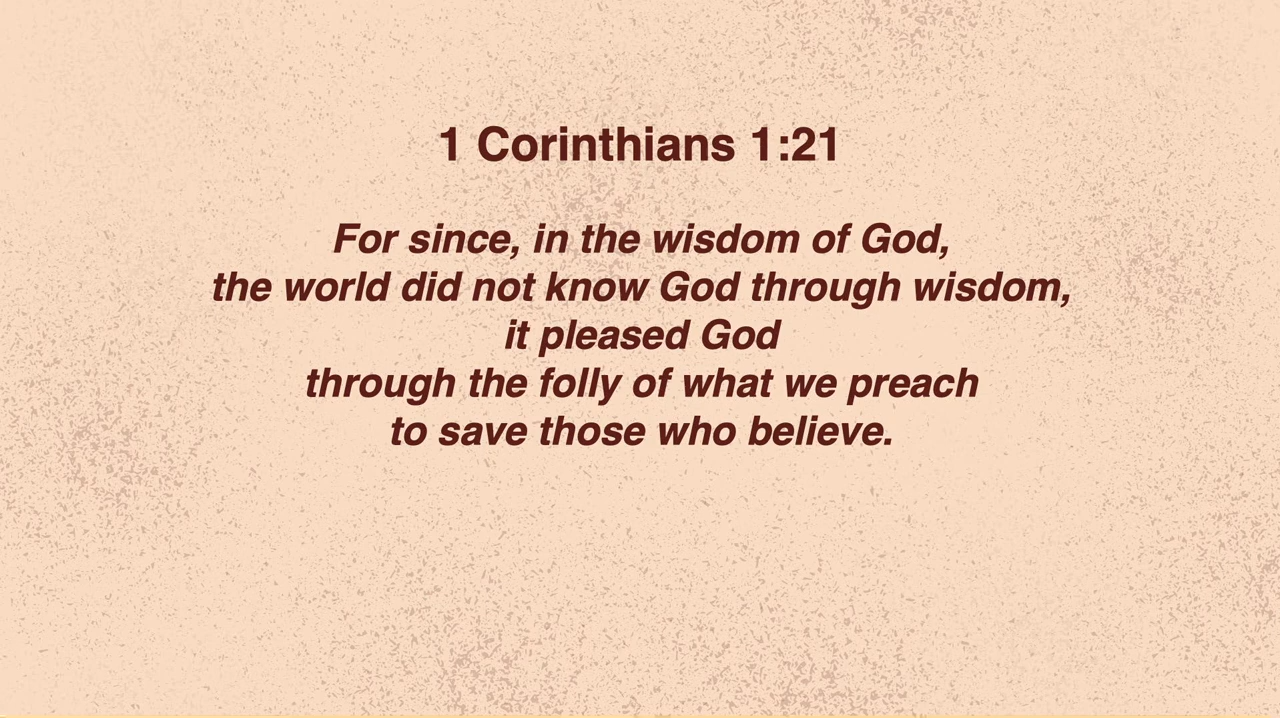 1 Corinthians 1:21
For since, in the wisdom of God,
the world did not know God through wisdom,
it pleased God
through the folly of what we preach
to save those who believe.